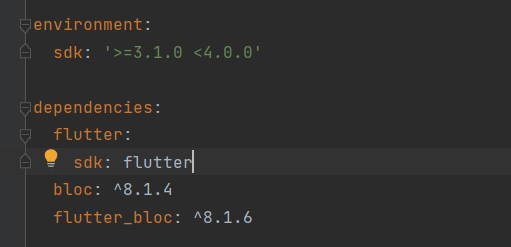 environment:
  sdk: '>=3.1.0 <4.0.0'
dependencies:
  flutter:
    sdk: flutter
  bloc: ^8.1.4
  flutter_bloc: ^8.1.6